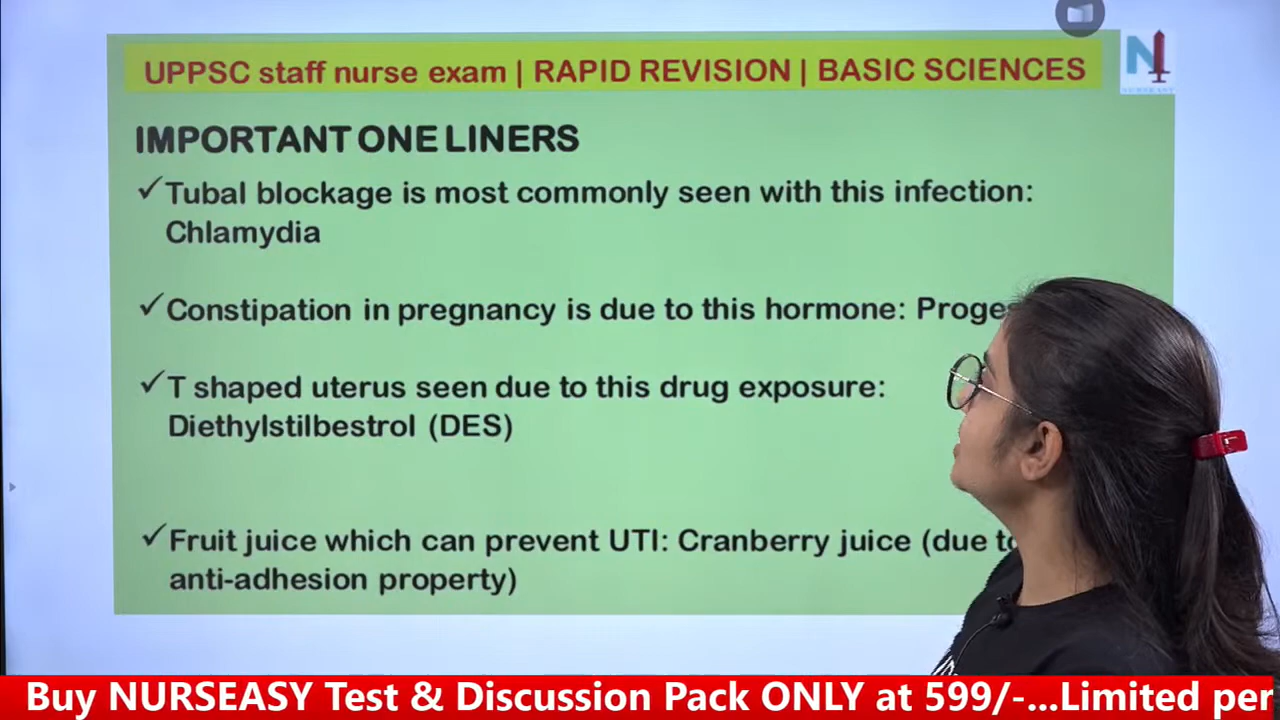 UPPSC staff nurse exam | RAPID REVISION | BASIC SCIENCES
N
IMPORTANT ONE LINERS
✓Tubal blockage is most commonly seen with this infection:
Chlamydia
✓Constipation in pregnancy is due to this hormone:
✓T shaped uterus seen due to this drug exposure:
Diethylstilbestrol (DES)
✓Fruit juice which can prevent UTI: Cranberry juice (due to
anti-adhesion property)
Buy NURSEASY Test & Discussion Pack ONLY at 599/-...Limited per